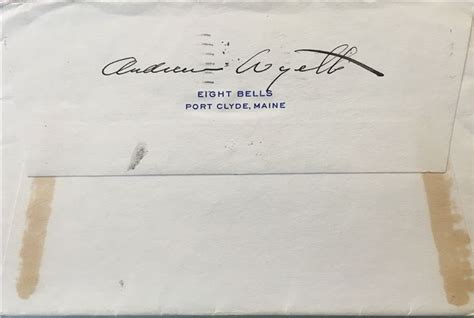 Andrew Wyeth
EIGHT BELLS
PORT CLYDE, MAINE